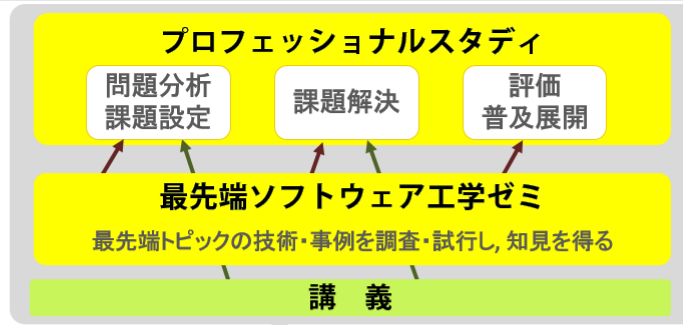 プロフェッショナルスタディ
問題分析
課題設定
課題解決
評価
普及展開
最先端ソフトウェア工学ゼミ
最先端トピックの技術・事例を調査・試行し, 知見を得る
講　義